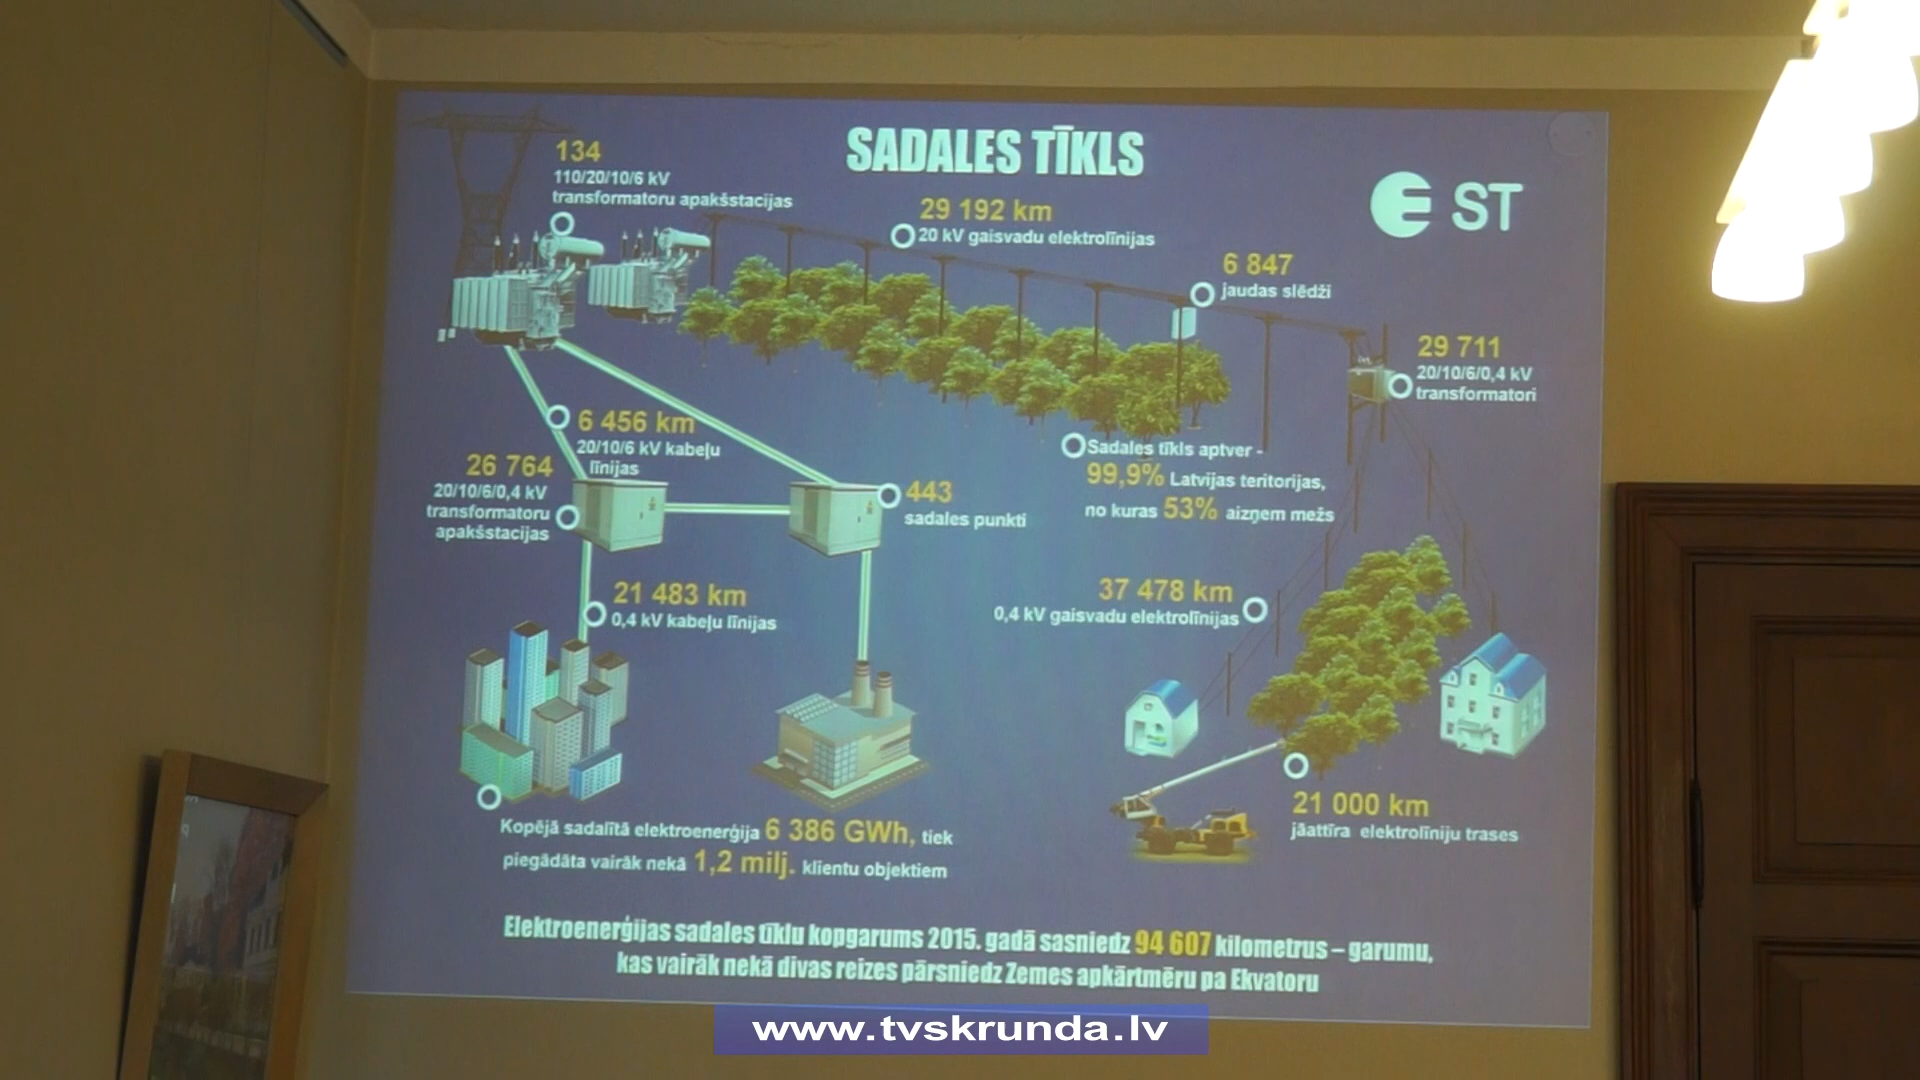 SADALES TĪKLS
ST
134
110/20/10/6 kV
transformatoru apakšstacijas
29 192 km
20 kV gaisvadu elektrolīnijas
6 847
jaudas slēdži
29 711
20/10/6/0,4 kV
transformatori
6 456 km
20/10/6 kV kabeļu
līnijas
26 764
20/10/6/0,4 kV
transformatoru
apakšstacijas
443
sadales punkti
Sadales tīkls aptver -
99,9% Latvijas teritorijas,
no kuras 53% aizņem mežs
21 483 km
0,4 kV kabeļu līnijas
37 478 km
0,4 kV gaisvadu elektrolīnijas
21 000 km
jāattīra elektrolīniju trases
Kopējā sadalītā elektroenerģija 6 386 GWh, tiek
piegādāta vairāk nekā 1,2 milj. klientu objektiem
Elektroenerģijas sadales tīklu kopgarums 2015. gadā sasniedz 94 607 kilometrus – garumu,
kas vairāk nekā divas reizes pārsniedz Zemes apkārtmēru pa Ekvatoru
www.tvskrunda.lv